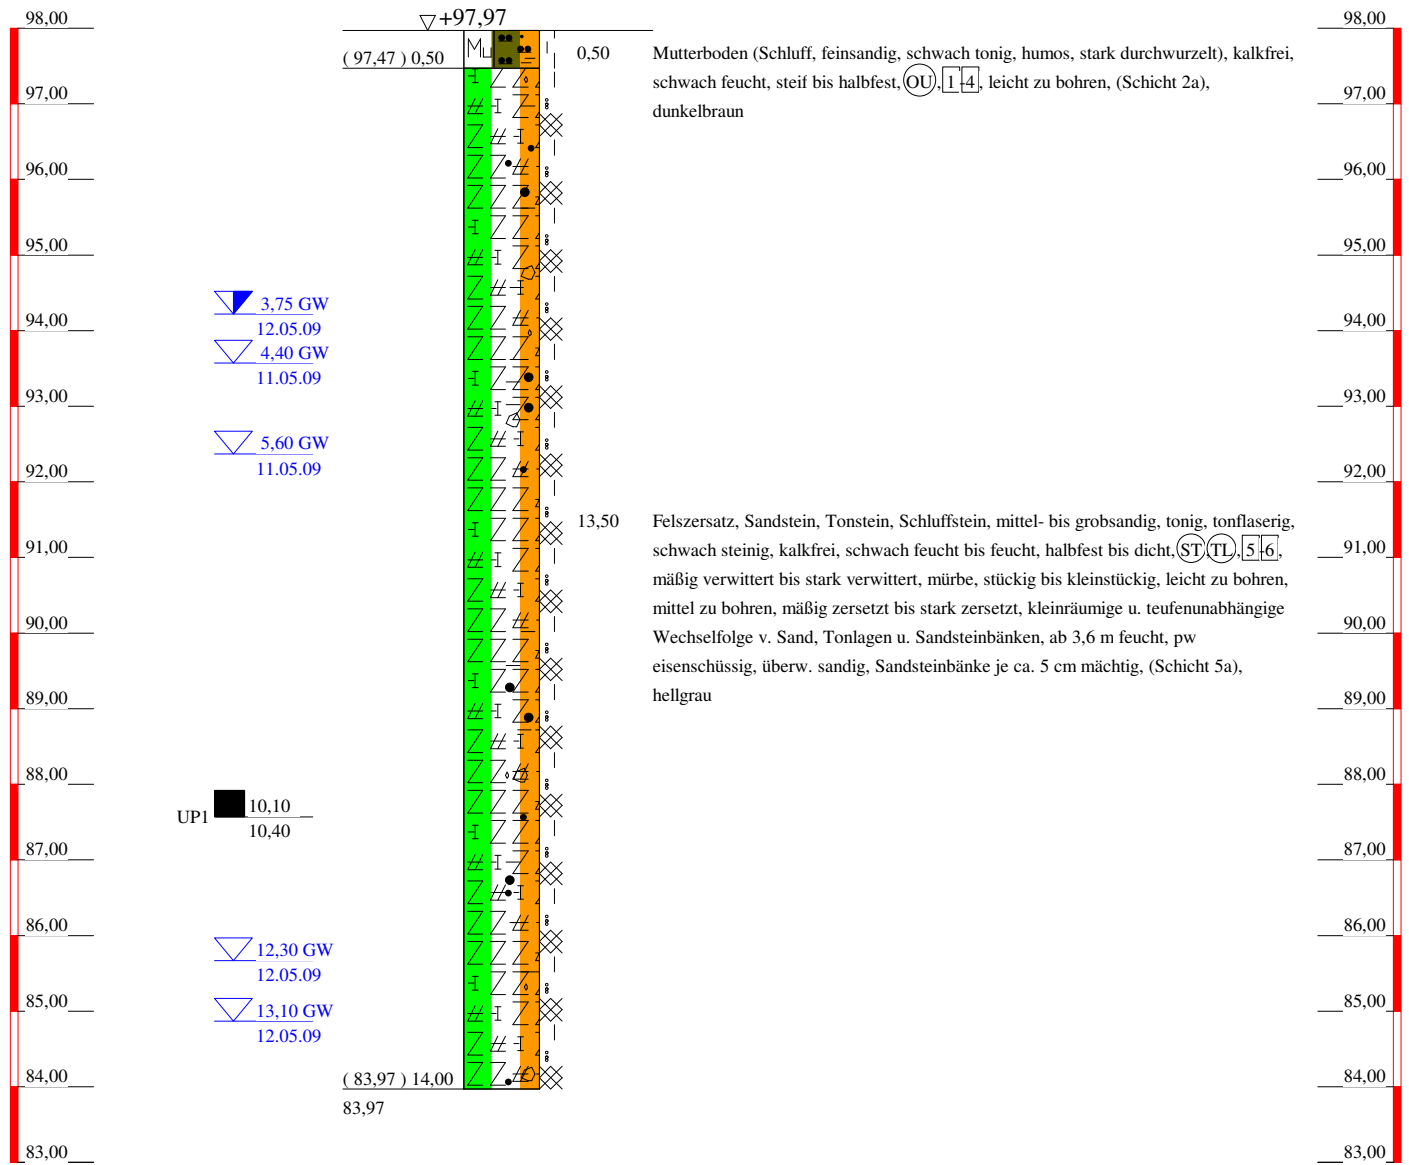 98,00
97,00
96,00
95,00
94,00
93,00
92,00
91,00
90,00
89,00
88,00
87,00
86,00
85,00
84,00
83,00
3,75 GW
12.05.09
4,40 GW
11.05.09
5,60 GW
11.05.09
UP1
10,10
10,40
12,30 GW
12.05.09
13,10 GW
12.05.09
+97,97
( 97,47 ) 0,50
Mu
( 83,97 ) 14,00
83,97
0,50
Mutterboden (Schluff, feinsandig, schwach tonig, humos, stark durchwurzelt), kalkfrei,
schwach feucht, steif bis halbfest, OU, 1-4, leicht zu bohren, (Schicht 2a),
dunkelbraun
13,50
Felszersatz, Sandstein, Tonstein, Schluffstein, mittel- bis grobsandig, tonig, tonflaserig,
schwach steinig, kalkfrei, schwach feucht bis feucht, halbfest bis dicht, ST, TL, 5-6,
mäßig verwittert bis stark verwittert, mürbe, stückig bis kleinstückig, leicht zu bohren,
mittel zu bohren, mäßig zersetzt bis stark zersetzt, kleinräumige u. teufenunabhängige
Wechselfolge v. Sand, Tonlagen u. Sandsteinbänken, ab 3,6 m feucht, pw
eisenschüssig, überw. sandig, Sandsteinbänke je ca. 5 cm mächtig, (Schicht 5a),
hellgrau
98,00
97,00
96,00
95,00
94,00
93,00
92,00
91,00
90,00
89,00
88,00
87,00
86,00
85,00
84,00
83,00